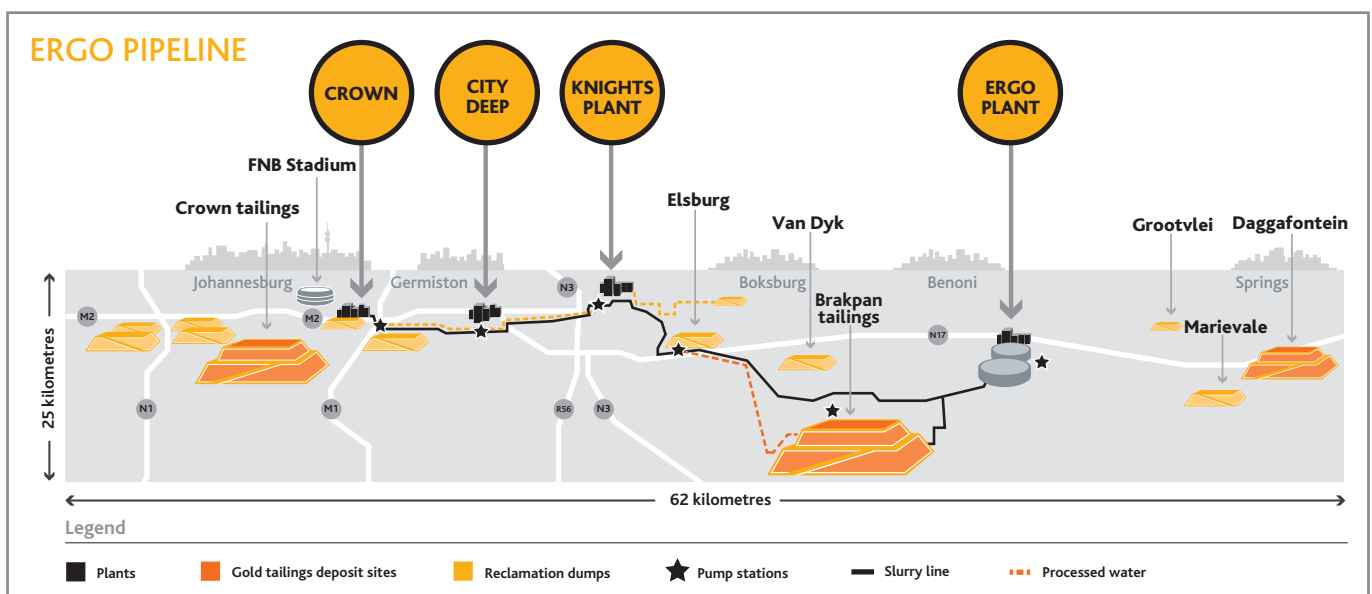 ERGO PIPELINE
CROWN
CITY
DEEP
KNIGHTS
PLANT
ERGO
PLANT
FNB Stadium
Crown tailings
Elsburg
Van Dyk
Grootvlei
Daggafontein
Johannesburg
Germiston
N3
Boksburg
Benoni
Springs
Brakpan
tailings
M2
M2
Marievale
N17
25 kilometres
N1
M1
R56
N3
62 kilometres
Legend
Plants
Gold tailings deposit sites
Reclamation dumps
Pump stations
Slurry line
Processed water